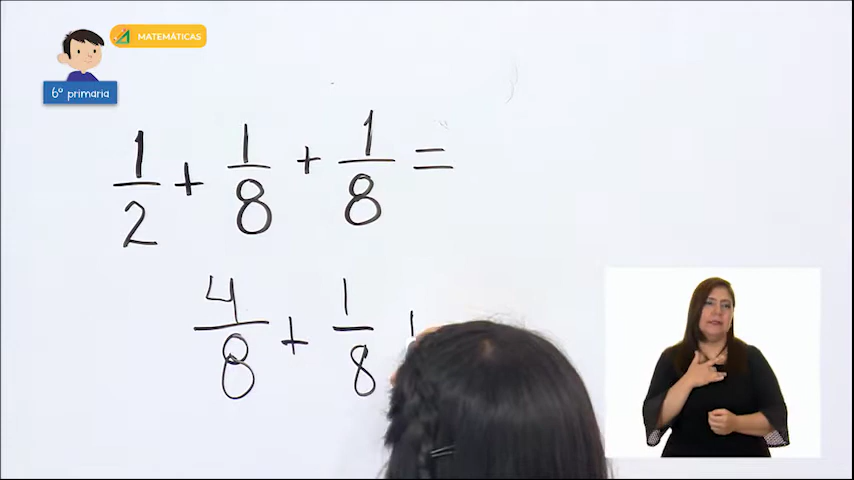 MATEMÁTICAS
6º primaria
1/2 + 1/8 + 1/8 =
4/8 + 1/8